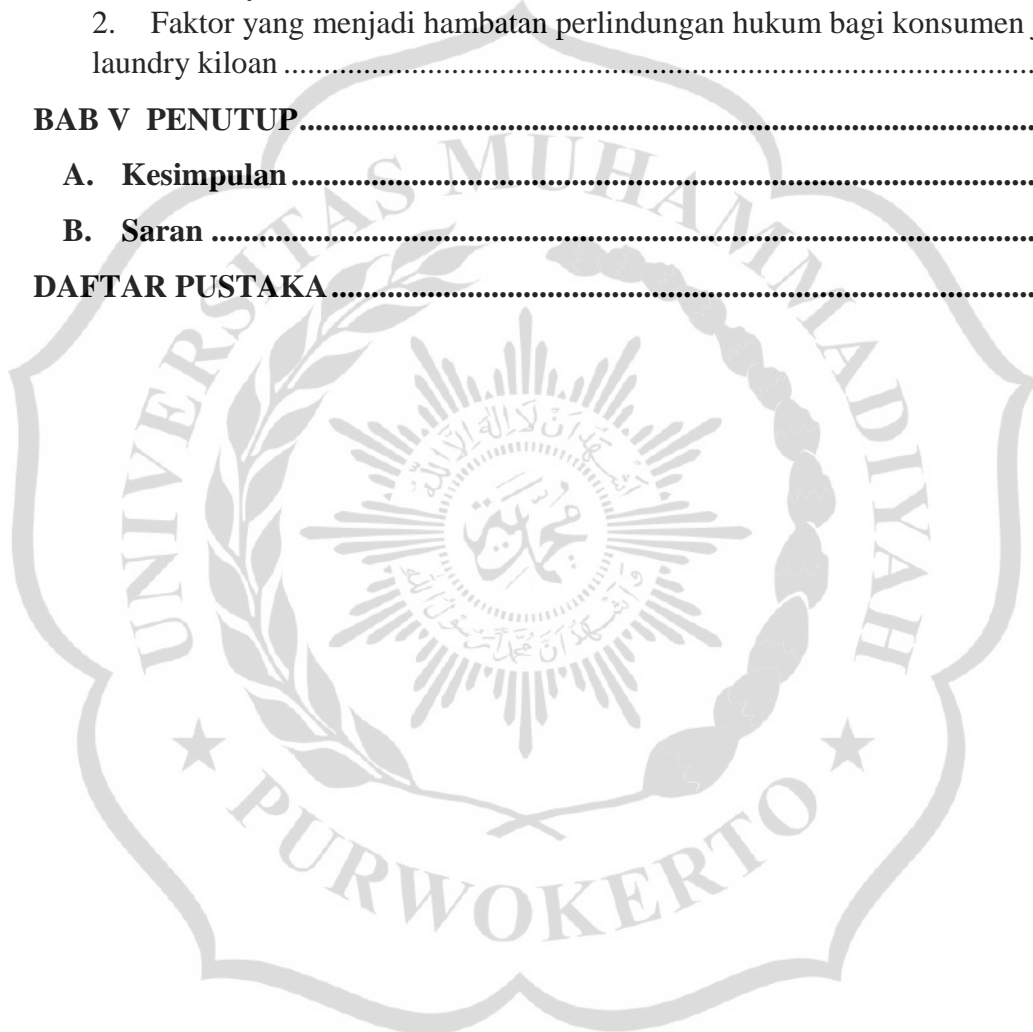 2. Faktor yang menjadi hambatan perlindungan hukum bagi konsumen
laundry kiloan ........................................................................................
BAB V PENUTUP........................................................................................
A. Kesimpulan........................................................................................
B. Saran ........................................................................................
DAFTAR PUSTAKA........................................................................................
UNIVERSITAS MUHAMMADIYAH
PURWOKERTO